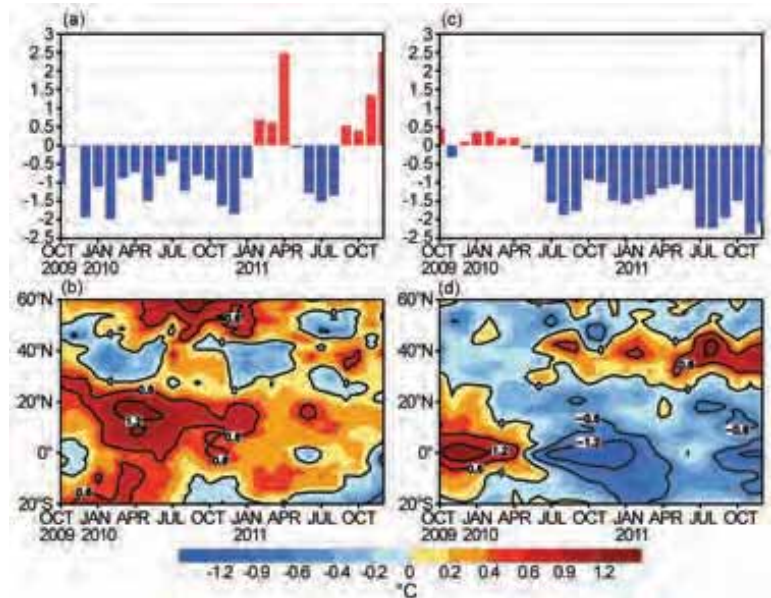 (a) (c)
3 3
2.5 2.5
2 2
1.5 1.5
1 1
0.5 0.5
0 0
-0.5 -0.5
-1 -1
-1.5 -1.5
-2 -2
-2.5 -2.5
OCT JAN APR JUL OCT JAN APR JUL OCT OCT JAN APR JUL OCT JAN APR JUL OCT
2009 2010 2011 2009 2010 2011
(b) (d)
60°N 60°N
40°N 40°N
20°N 20°N
0° 0°
20°S 20°S
OCT JAN APR JUL OCT JAN APR JUL OCT OCT JAN APR JUL OCT JAN APR JUL OCT
2009 2010 2011 2009 2010 2011
-1.2 -0.9 -0.6 -0.4 -0.2 0 0.2 0.4 0.6 0.9 1.2
°C